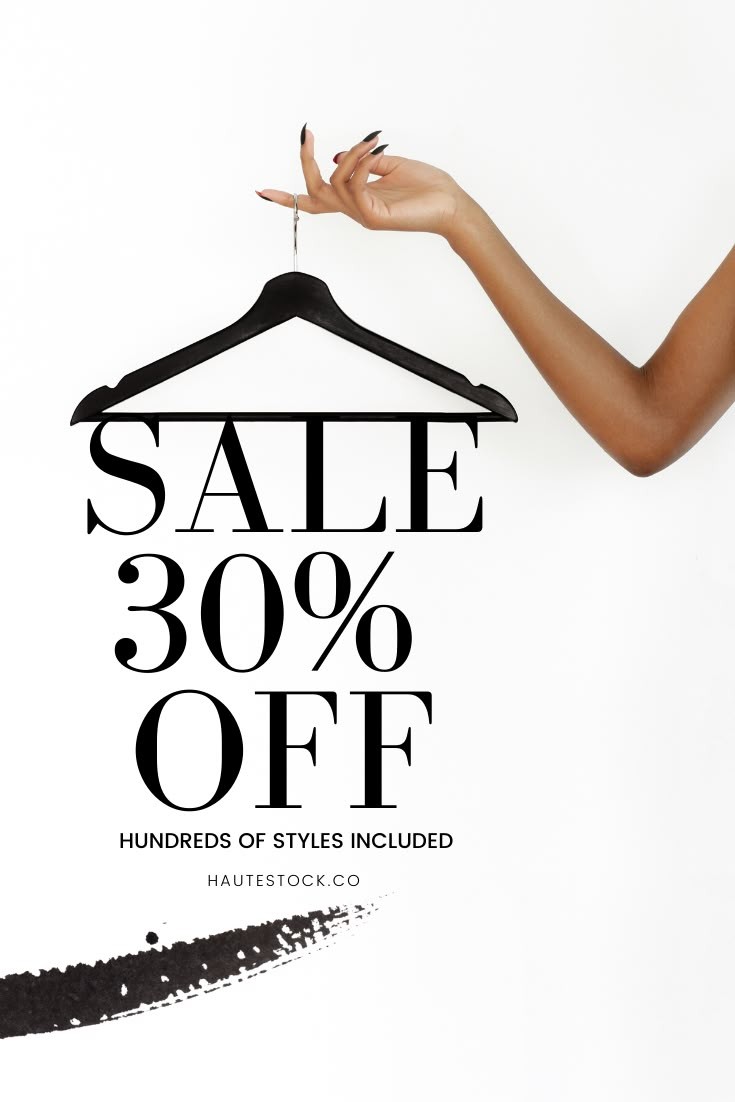 SALE
30%
OFF
HUNDREDS OF STYLES INCLUDED
HAUTESTOCK.CO